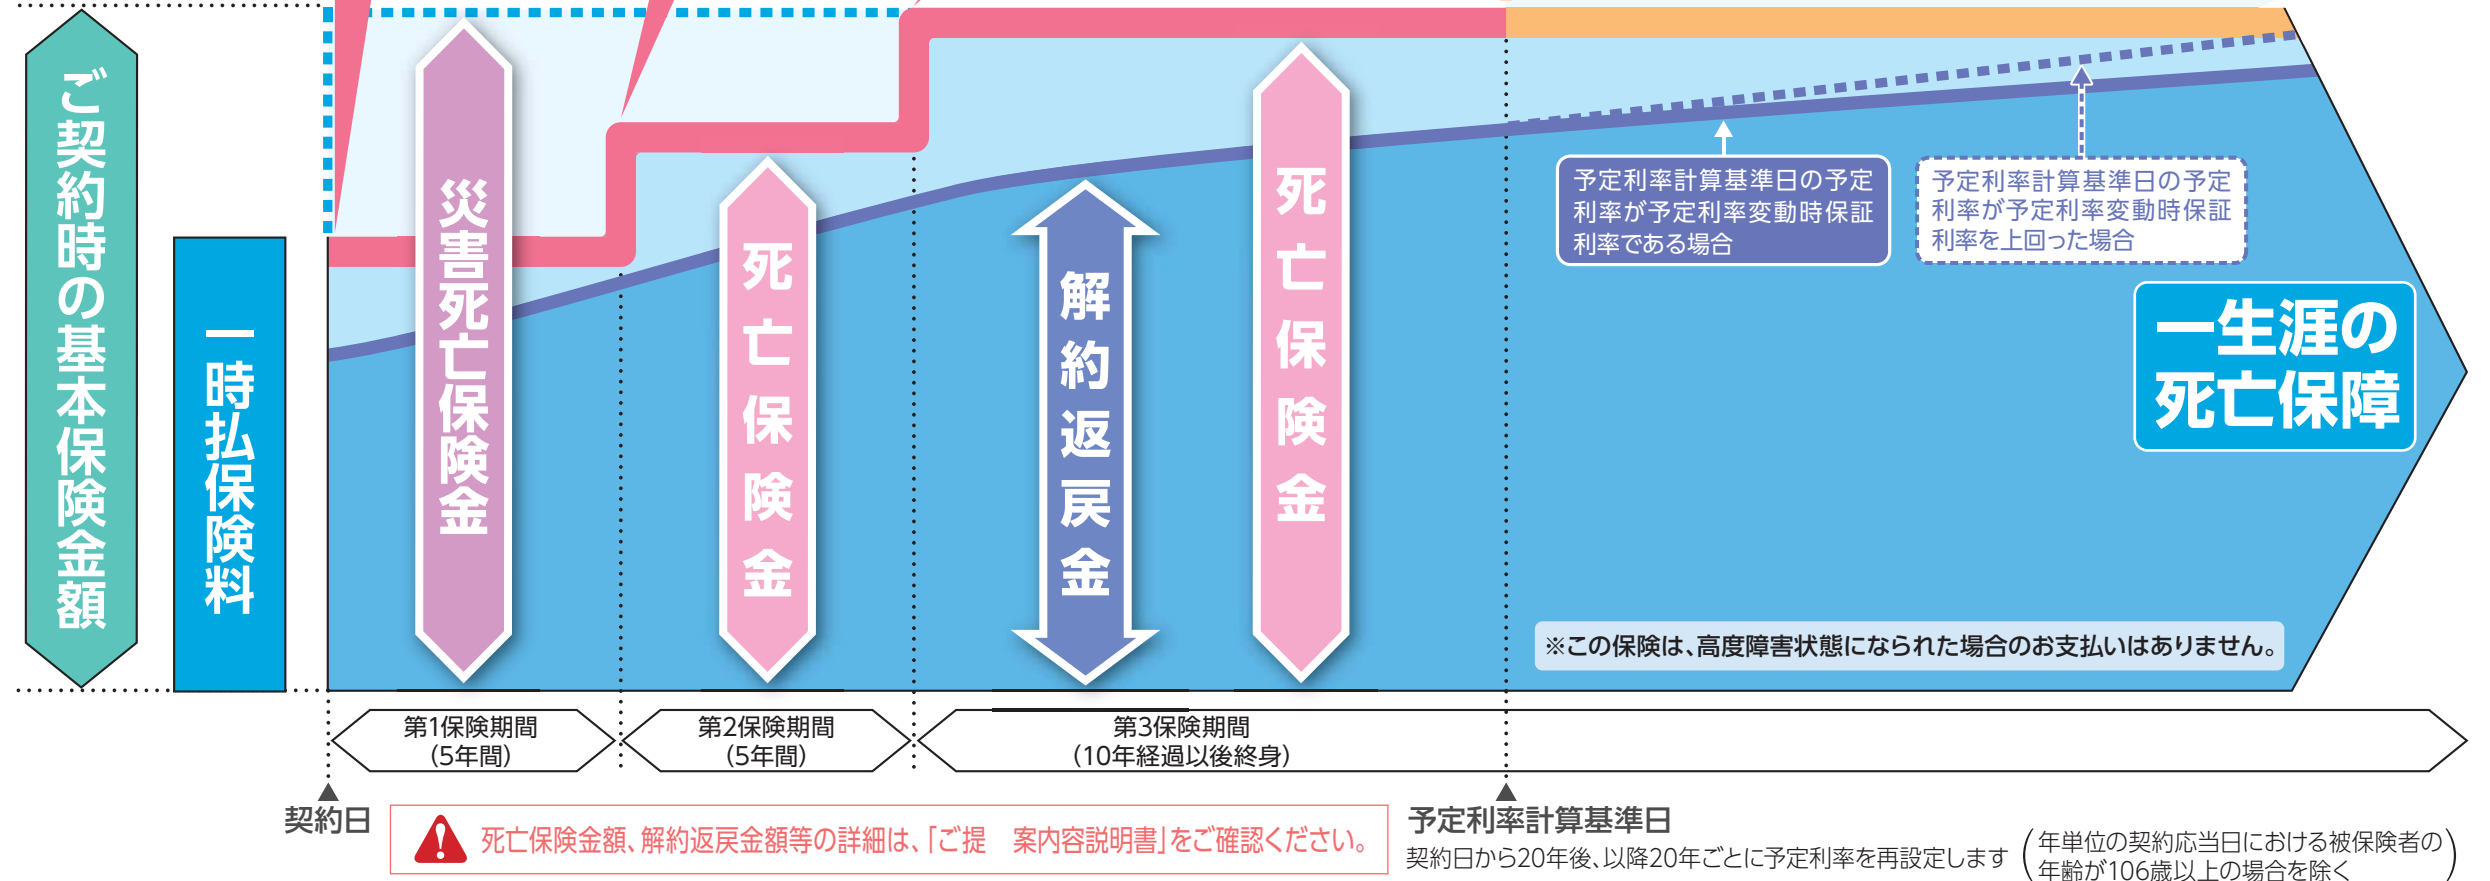 ご契約時の基本保険金額
一時払保険料
災害死亡保険金
死亡保険金
解約返戻金
死亡保険金
予定利率計算基準日の予定
利率が予定利率変動時保証
利率である場合
予定利率計算基準日の予定
利率が予定利率変動時保証
利率を上回った場合
一生涯の
死亡保障
※この保険は、高度障害状態になられた場合のお支払いはありません。
第1保険期間
(5年間)
第2保険期間
(5年間)
第3保険期間
(10年経過以後終身)
契約日
死亡保険金額、解約返戻金額等の詳細は、「ご提　案内容説明書」をご確認ください。
予定利率計算基準日
契約日から20年後、以降20年ごとに予定利率を再設定します
(年単位の契約応当日における被保険者の
年齢が106歳以上の場合を除く)